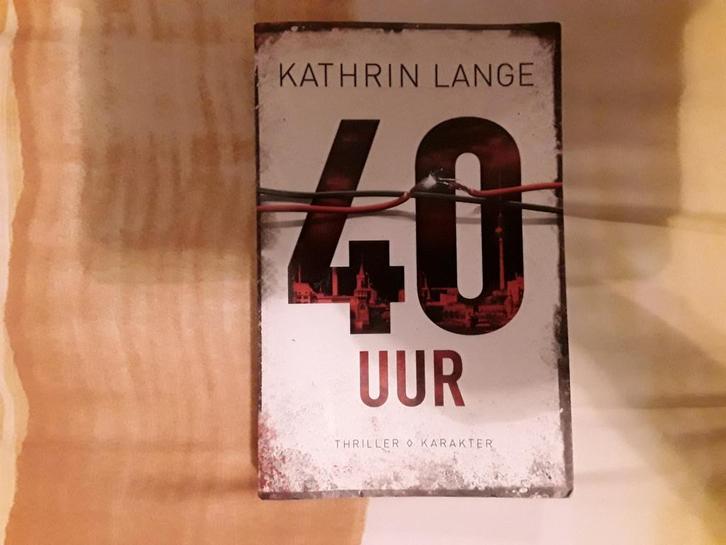 KATHRIN LANGE
40
UUR
THRILLER ◊ KARAKTER